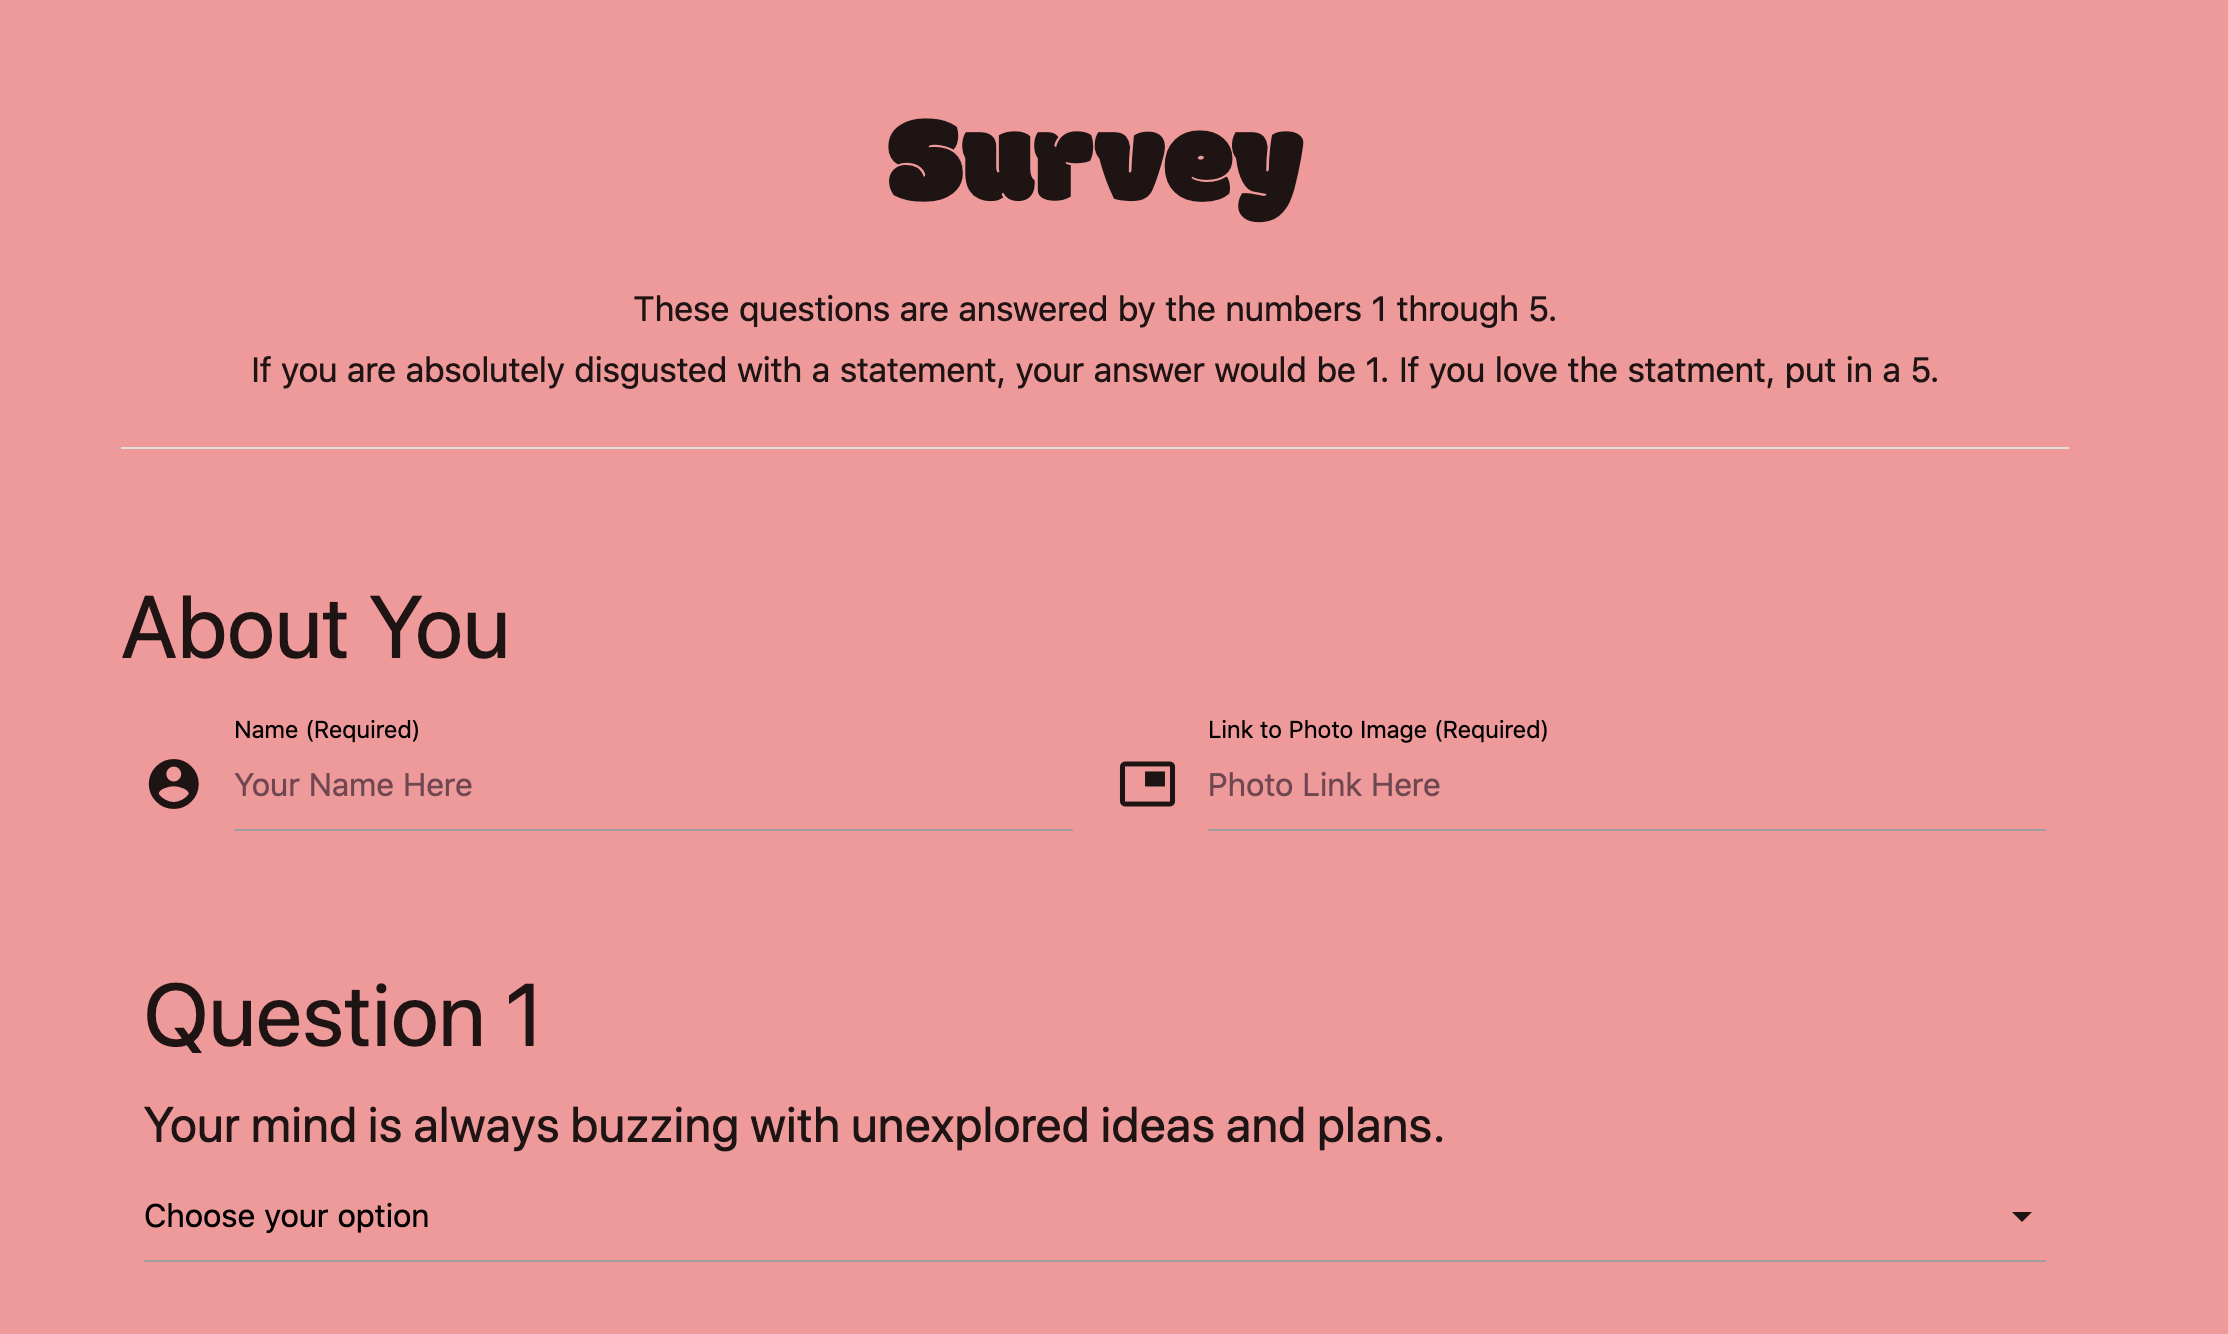 Survey
These questions are answered by the numbers 1 through 5.
If you are absolutely disgusted with a statement, your answer would be 1. If you love the statment, put in a 5.
About You
Name (Required)
Your Name Here
Link to Photo Image (Required)
Photo Link Here
Question 1
Your mind is always buzzing with unexplored ideas and plans.
Choose your option